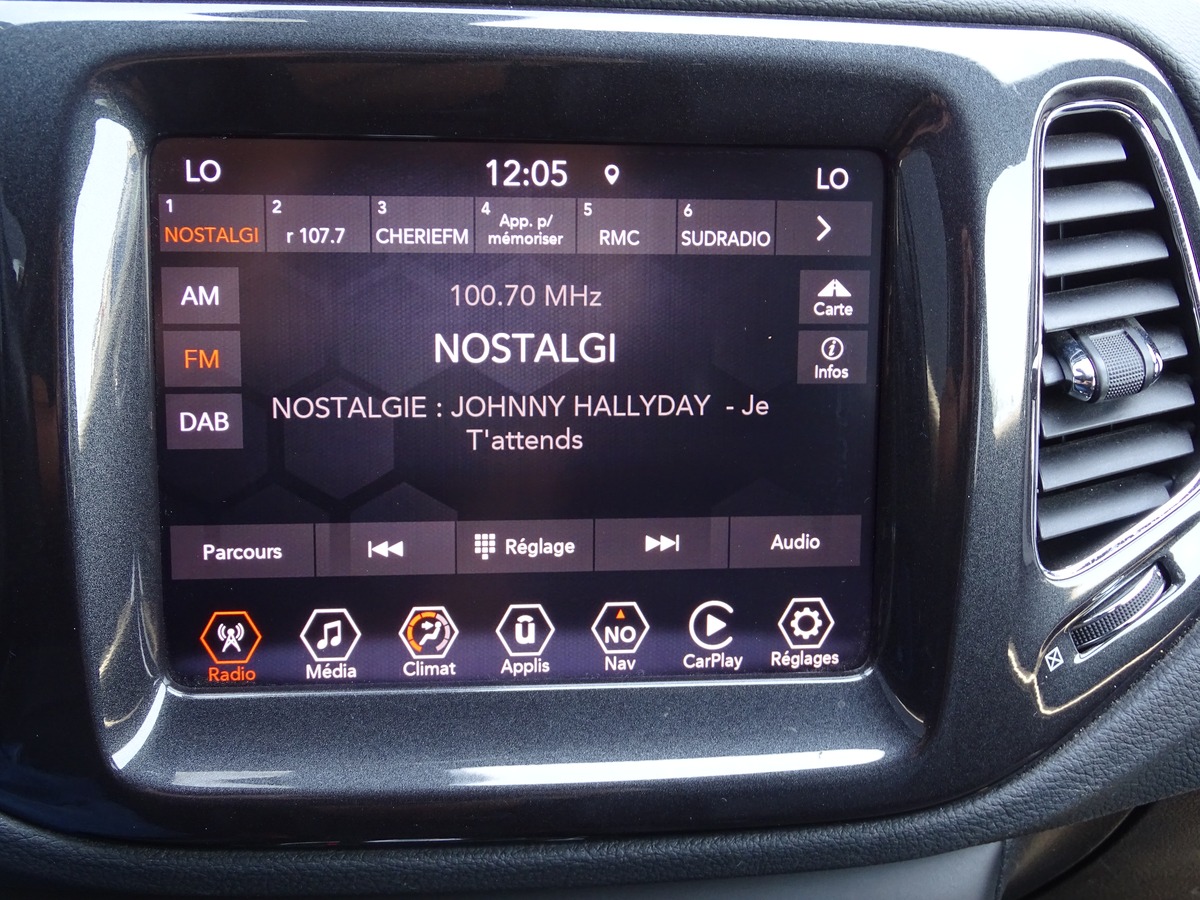 LO 12:05 LO
1 2 3 4 5 6
NOSTALGI r 107.7 CHERIEFM App. p/ mémoriser RMC SUDRADIO
AM
100.70 MHz
Carte
FM
NOSTALGI
Infos
DAB
NOSTALGIE : JOHNNY HALLYDAY - Je
T'attends
Parcours Réglage Audio
NO
Radio Média Climat Applis Nav CarPlay Réglages